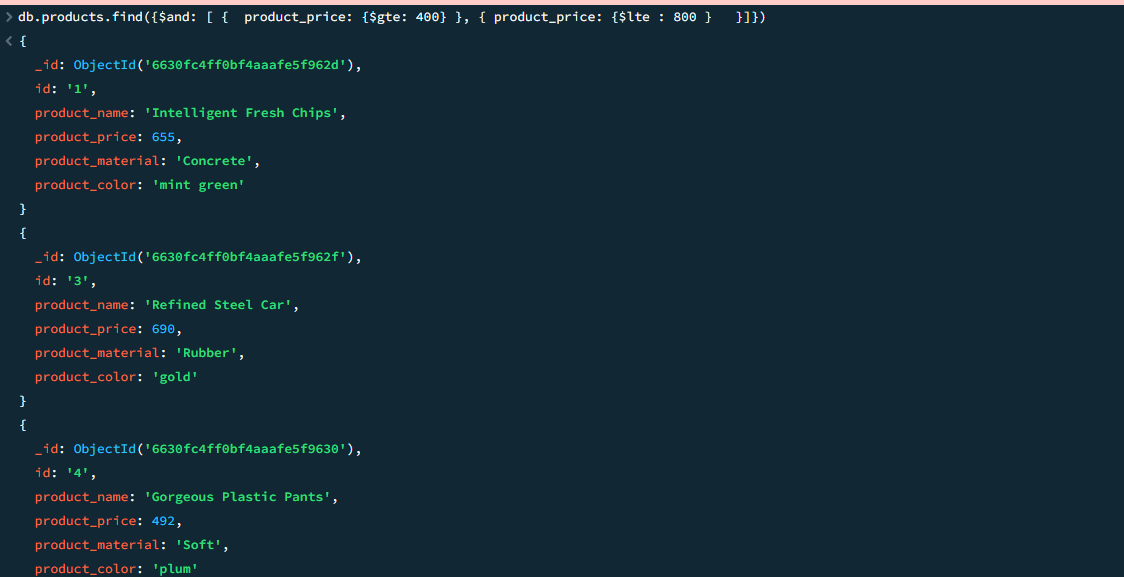 > db.products.find({$and: [ {  product_price: {$gte: 400} }, { product_price: {$lte : 800 }   }]})
< {
_id: ObjectId('6630fc4ff0bf4aaafe5f962d'),
id: '1',
product_name: 'Intelligent Fresh Chips',
product_price: 655,
product_material: 'Concrete',
product_color: 'mint green'
}
{
_id: ObjectId('6630fc4ff0bf4aaafe5f962f'),
id: '3',
product_name: 'Refined Steel Car',
product_price: 690,
product_material: 'Rubber',
product_color: 'gold'
}
{
_id: ObjectId('6630fc4ff0bf4aaafe5f9630'),
id: '4',
product_name: 'Gorgeous Plastic Pants',
product_price: 492,
product_material: 'Soft',
product_color: 'plum'